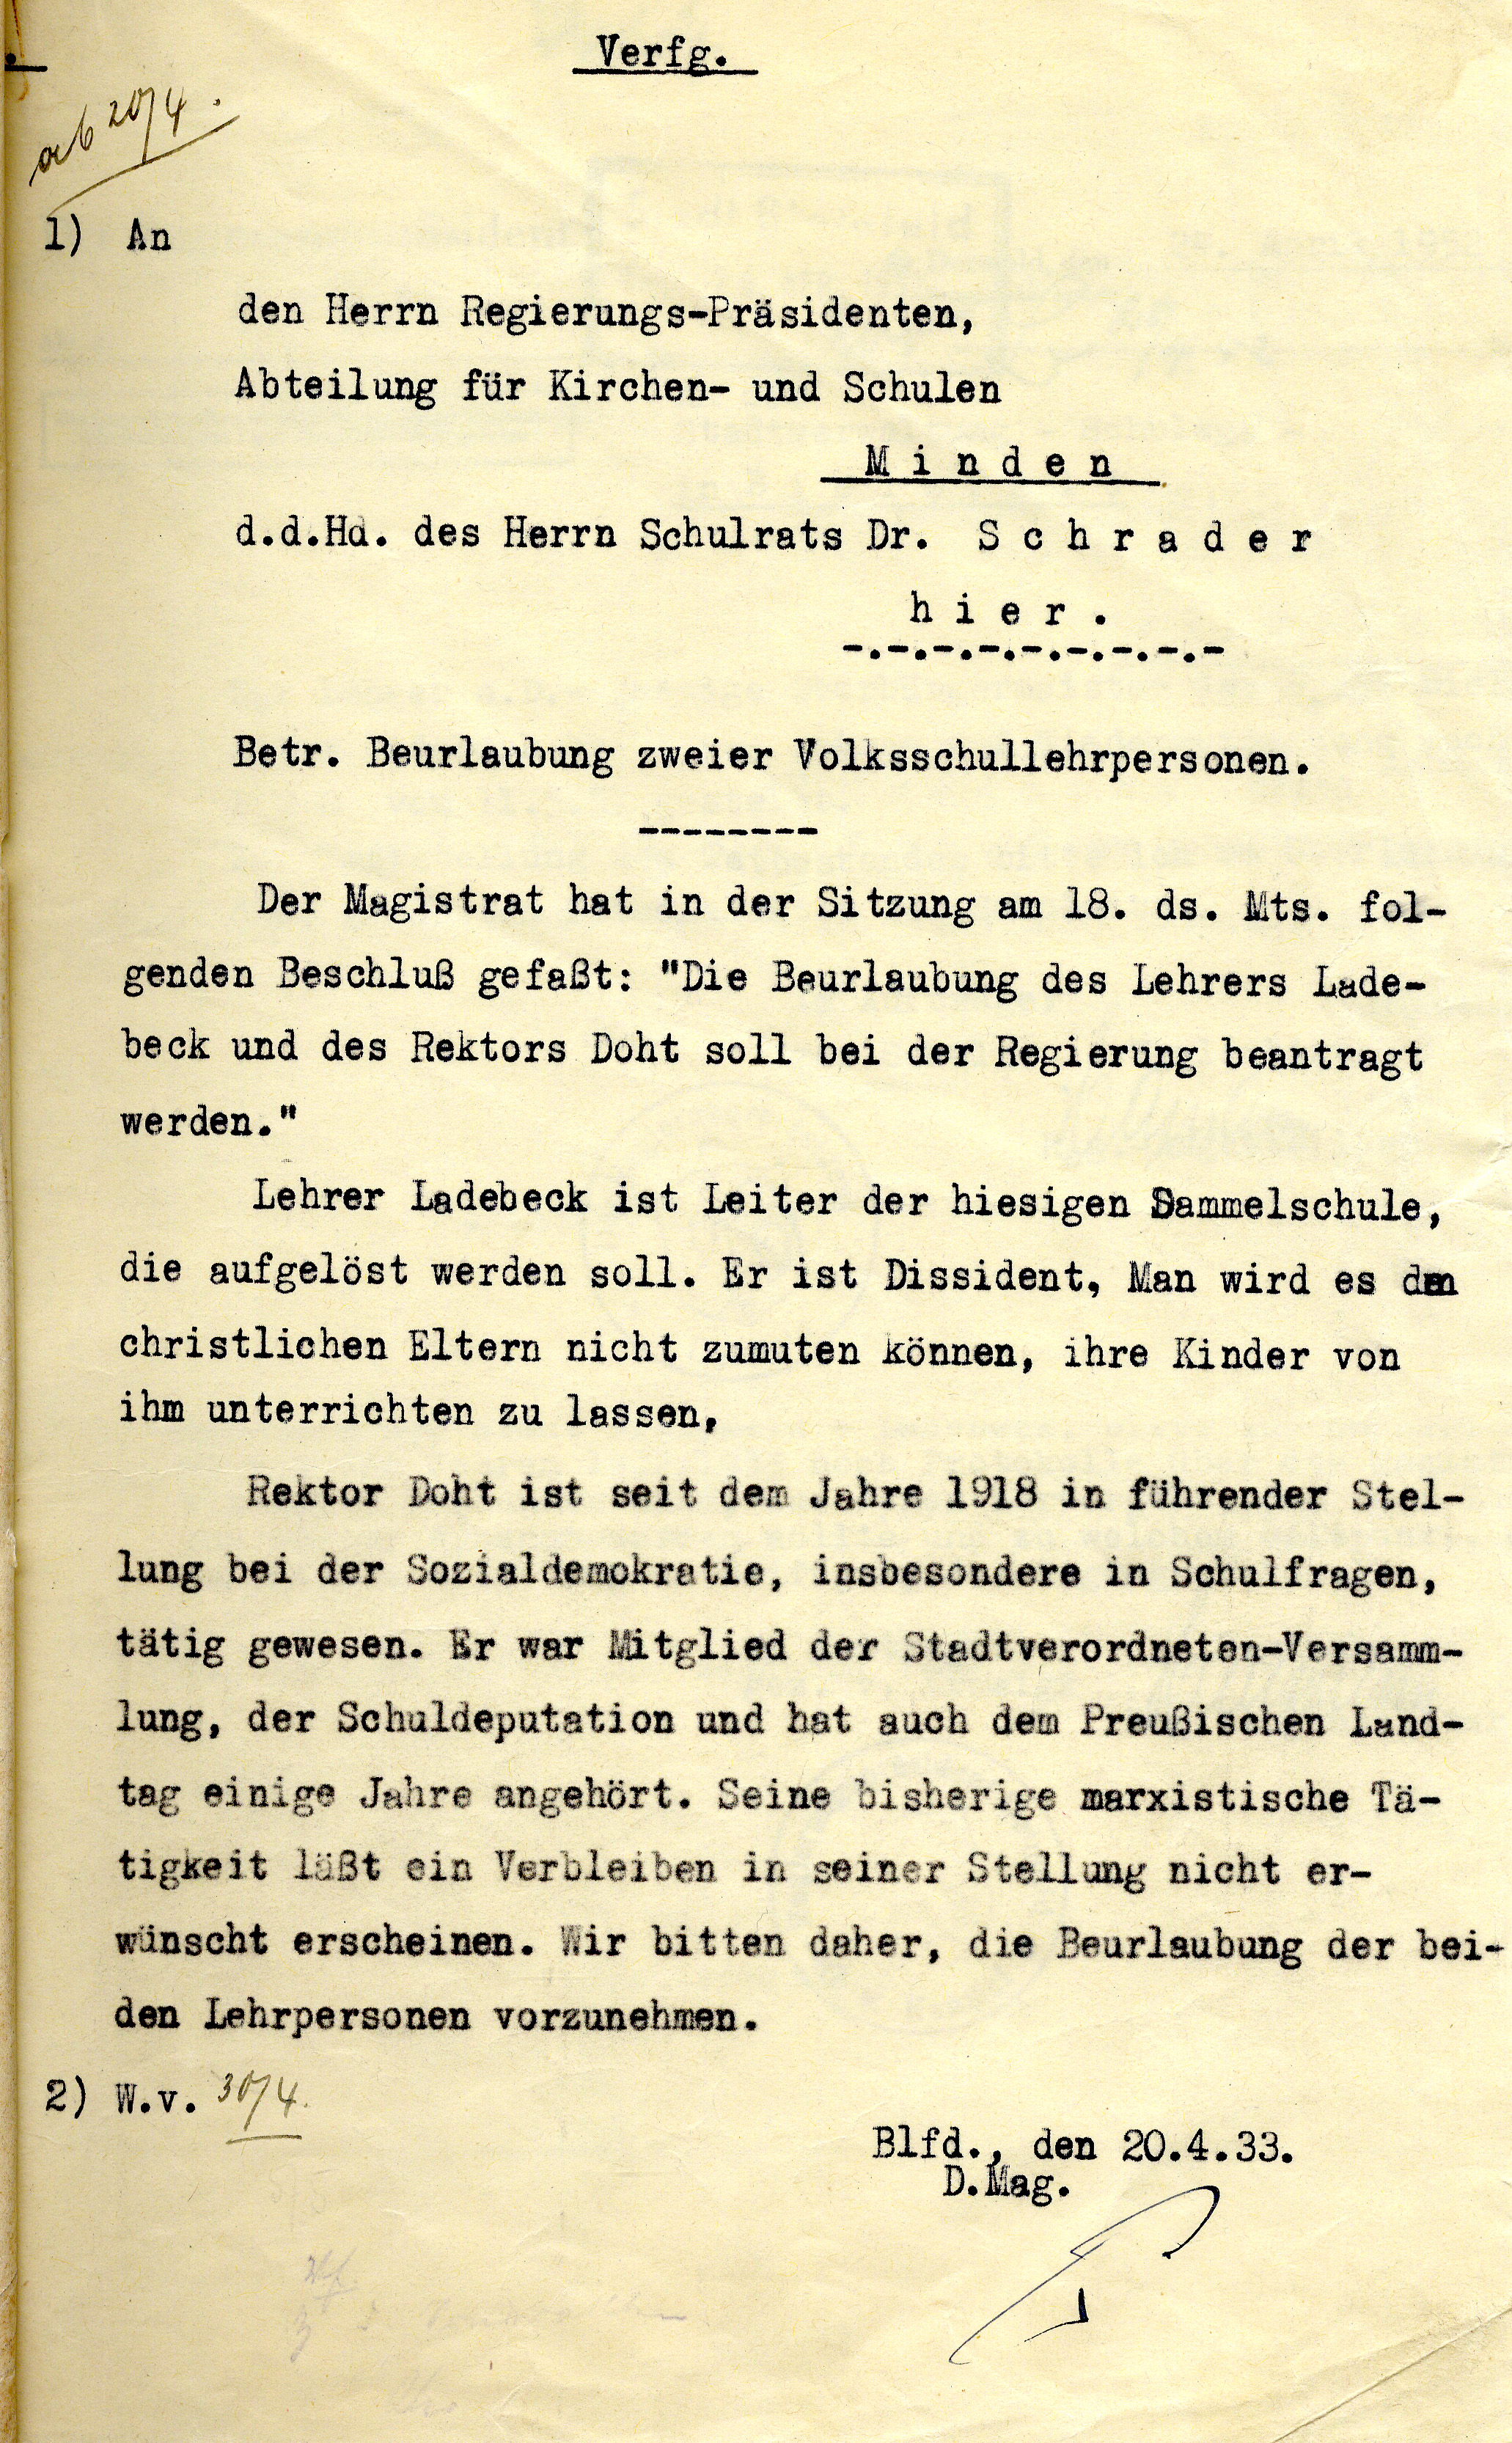 Verfg.
ab 20/4.
1) An
den Herrn Regierungs-Präsidenten,
Abteilung für Kirchen- und Schulen
M i n d e n
d.d.Hd. des Herrn Schulrats Dr. S c h r a d e r
h i e r .
-.-.-.-.-.-.-.-.-
Betr. Beurlaubung zweier Volksschullehrpersonen.
--------
Der Magistrat hat in der Sitzung am 18. ds. Mts. fol-
genden Beschluß gefaßt: "Die Beurlaubung des Lehrers Lade-
beck und des Rektors Doht soll bei der Regierung beantragt
werden."
Lehrer Ladebeck ist Leiter der hiesigen Sammelschule,
die aufgelöst werden soll. Er ist Dissident, Man wird es den
christlichen Eltern nicht zumuten können, ihre Kinder von
ihm unterrichten zu lassen,
Rektor Doht ist seit dem Jahre 1918 in führender Stel-
lung bei der Sozialdemokratie, insbesondere in Schulfragen,
tätig gewesen. Er war Mitglied der Stadtverordneten-Versamm-
lung, der Schuldeputation und hat auch dem Preußischen Land-
tag einige Jahre angehört. Seine bisherige marxistische Tä-
tigkeit läßt ein Verbleiben in seiner Stellung nicht er-
wünscht erscheinen. Wir bitten daher, die Beurlaubung der bei-
den Lehrpersonen vorzunehmen.
2) W.v. 30/4.
Blfd., den 20.4.33.
D.Mag.